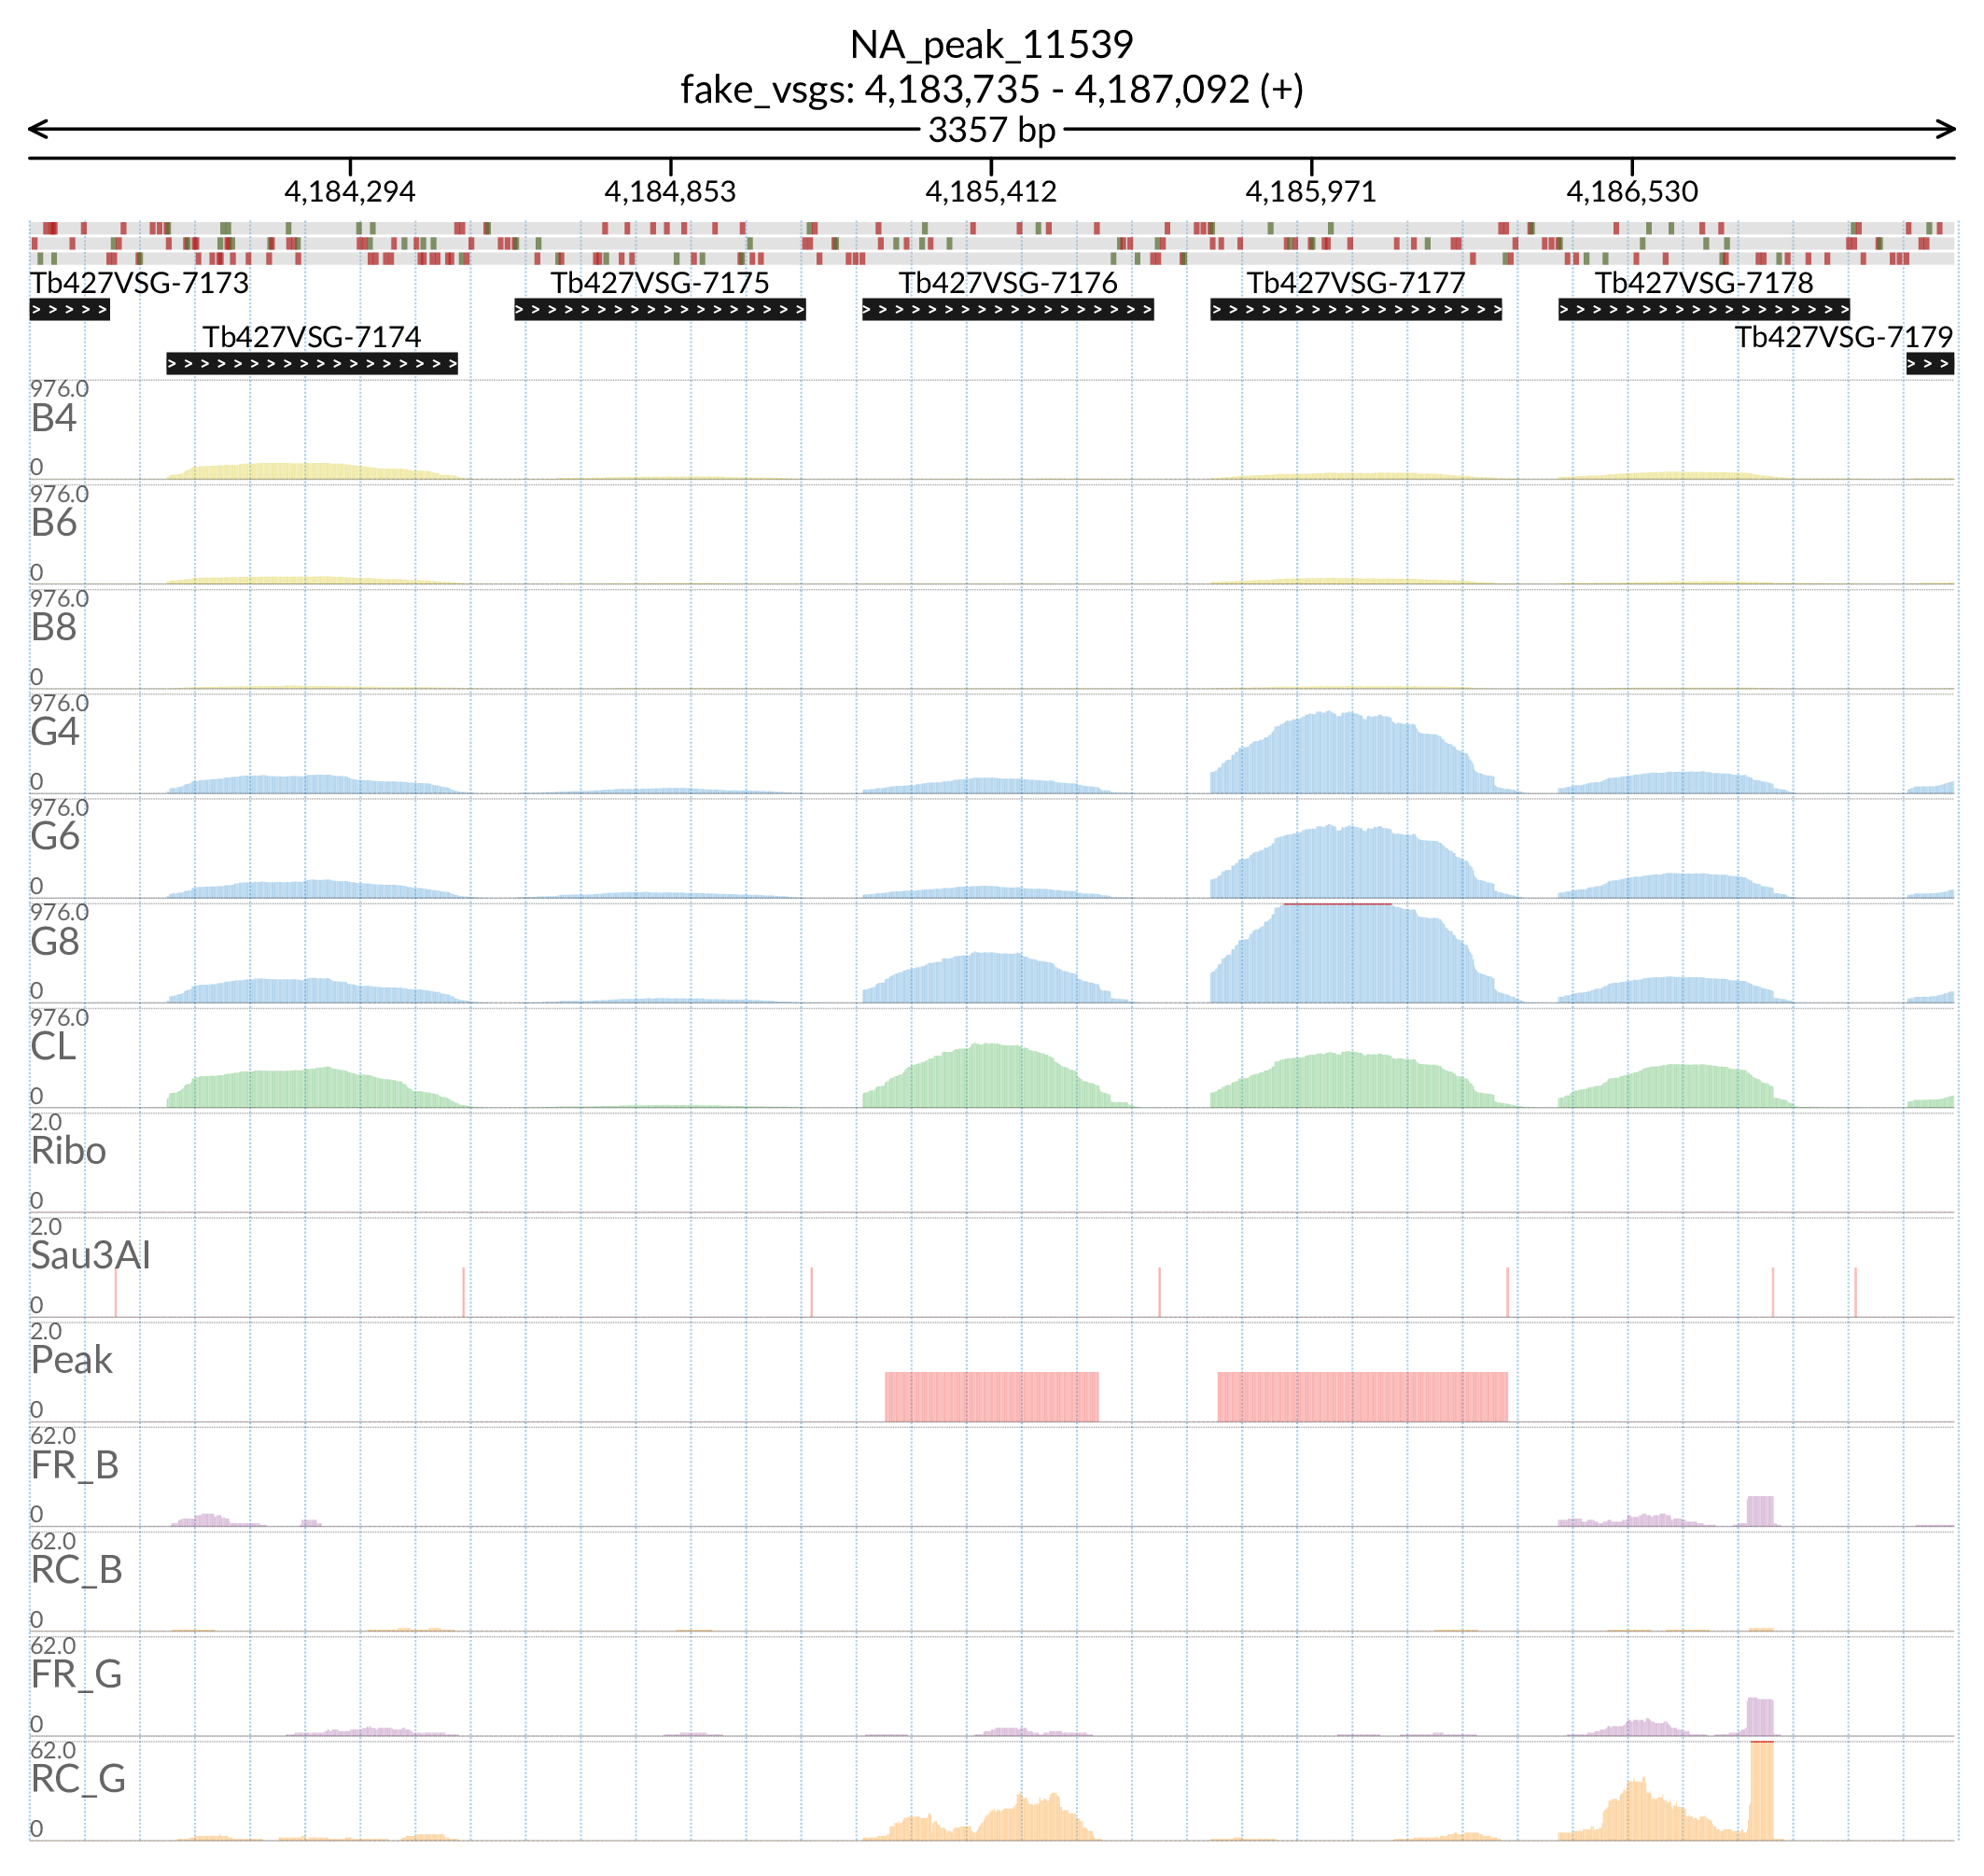 NA_peak_11539
fake_vsgs: 4,183,735 - 4,187,092 (+)
3357 bp
4,184,294 4,184,853 4,185,412 4,185,971 4,186,530
Tb427VSG-7173 Tb427VSG-7175 Tb427VSG-7176 Tb427VSG-7177 Tb427VSG-7178
Tb427VSG-7174 Tb427VSG-7179
976.0
B4
0
976.0
B6
0
976.0
B8
0
976.0
G4
0
976.0
G6
0
976.0
G8
0
976.0
CL
0
2.0
Ribo
0
2.0
Sau3AI
0
2.0
Peak
0
62.0
FR_B
0
62.0
RC_B
0
62.0
FR_G
0
62.0
RC_G
0